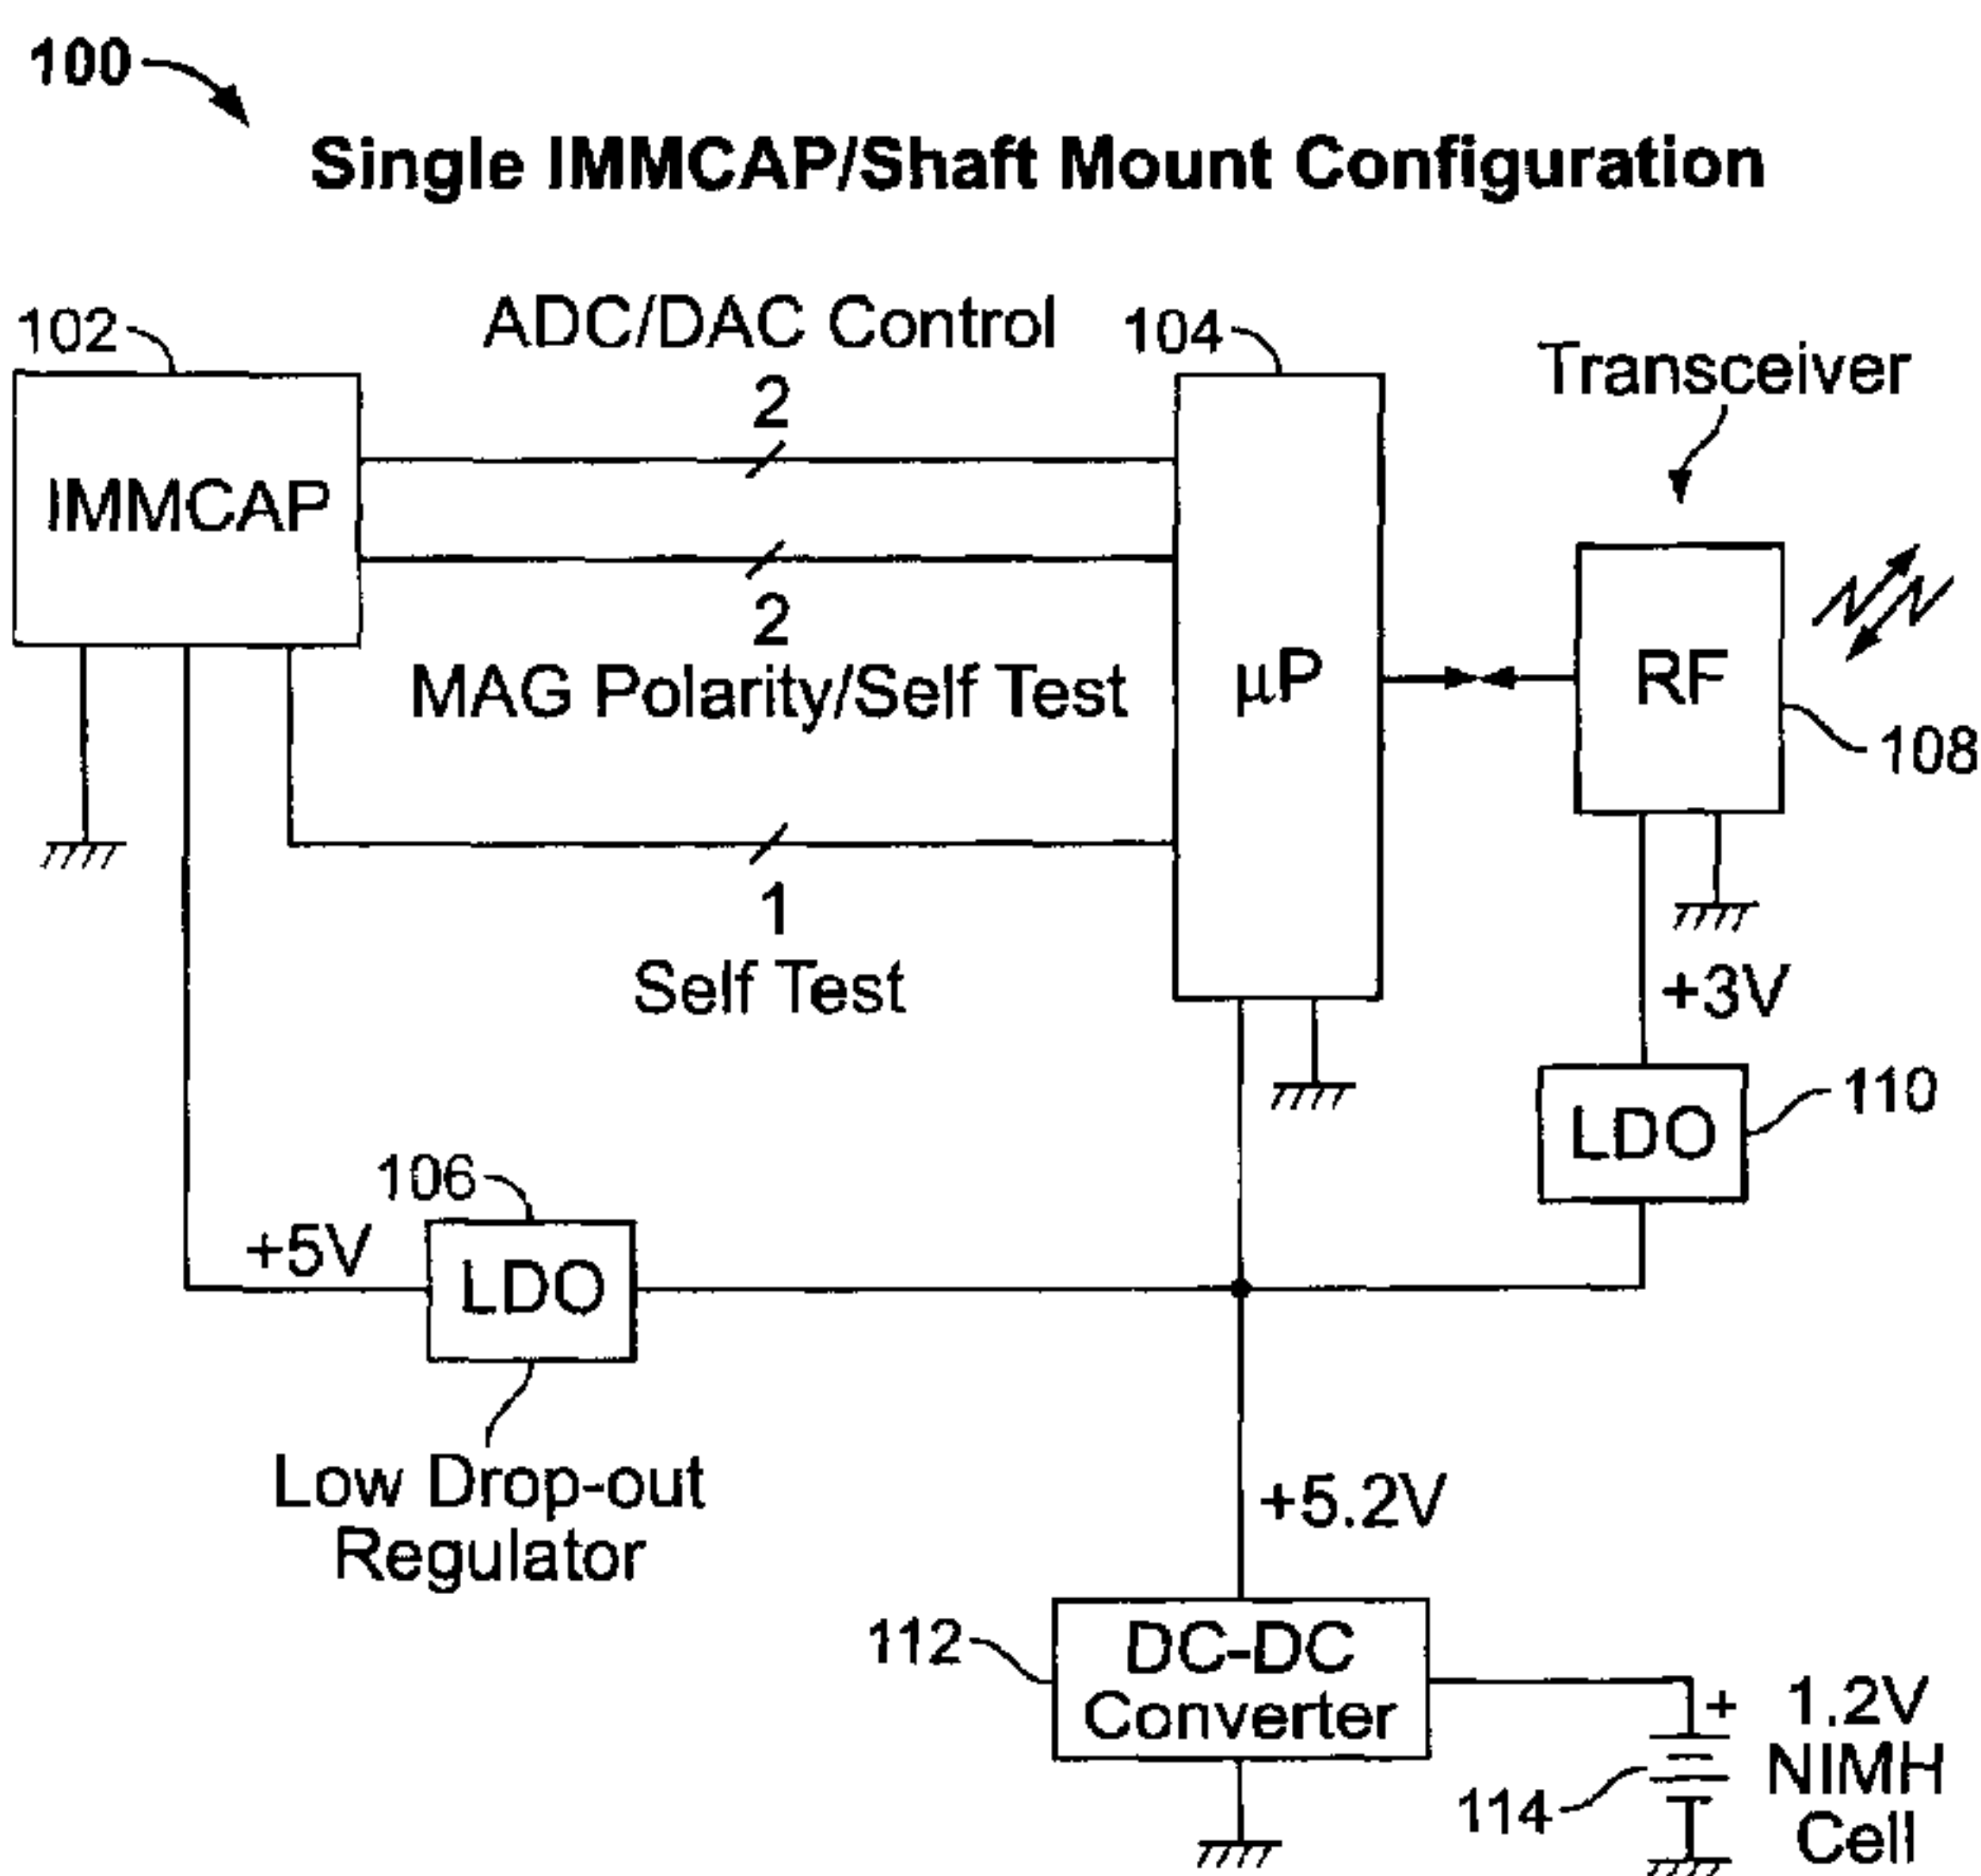 100
Single IMMCAP/Shaft Mount Configuration
102
ADC/DAC Control
104
Transceiver
2
IMMCAP
2
MAG Polarity/Self Test
μP
RF
108
1
Self Test
+3V
110
LDO
106
+5V
LDO
Low Drop-out
Regulator
+5.2V
112
DC-DC
Converter
+
1.2V
NIMH
Cell
114